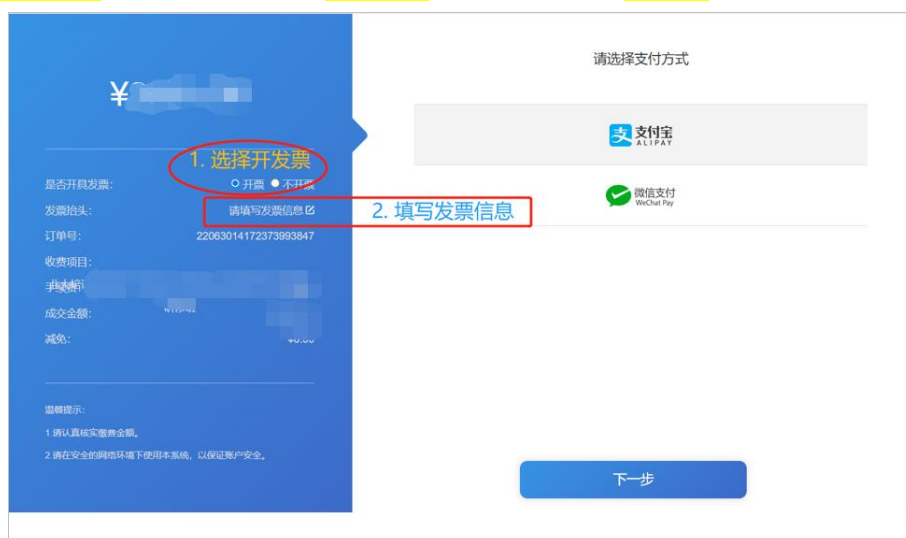 ¥
1. 选择开发票
是否开具发票: 开票 不开票
发票抬头: 请填写发票信息
2. 填写发票信息
订单号: 22063014172373993847
收费项目:
手续费:
成交金额:
减免: ¥0.00
温馨提示:
1.请认真核实缴费金额。
2.请在安全的网络环境下使用本系统，以保证账户安全。
请选择支付方式
支付宝
ALIPAY
微信支付
WeChat Pay
下一步